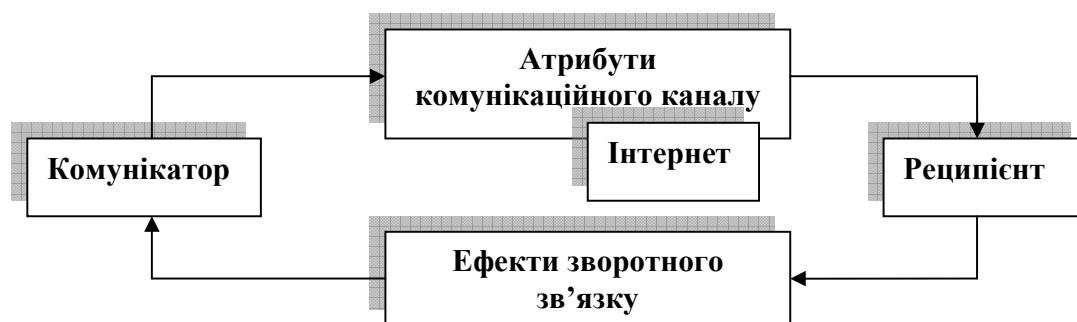 Атрибути
комунікаційного каналу
Інтернет
Комунікатор
Реципієнт
Ефекти зворотного
зв’язку